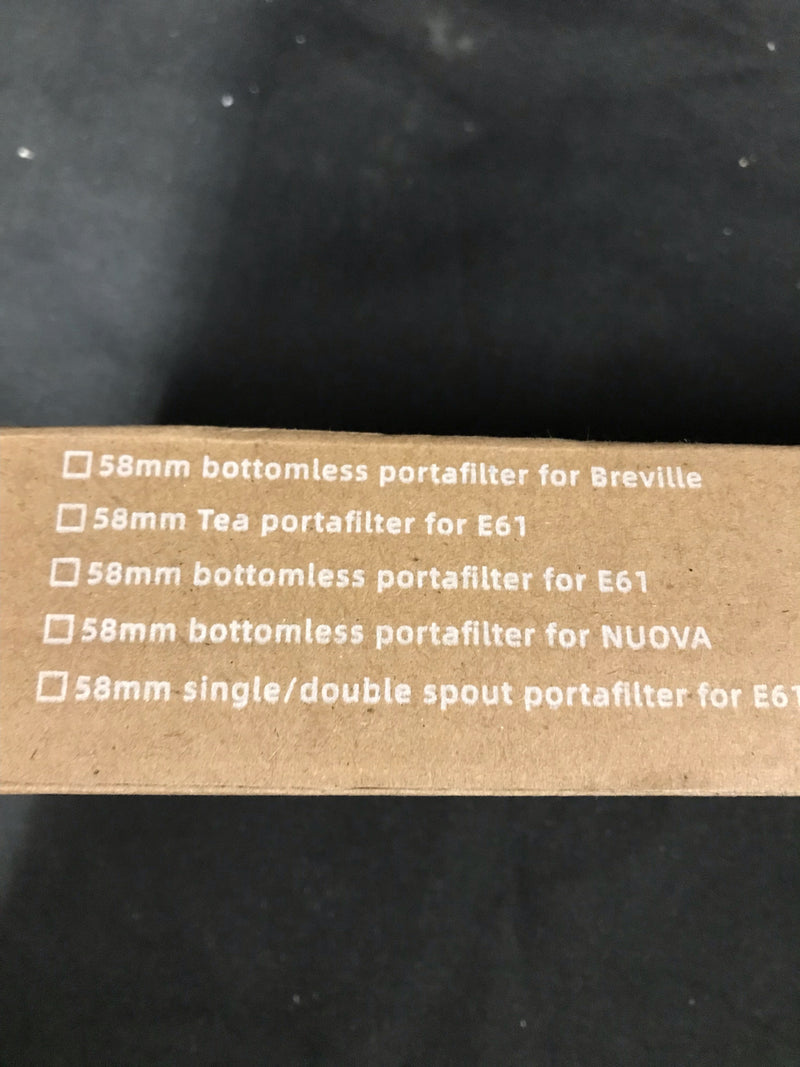 ☐ 58mm bottomless portafilter for Breville
☐ 58mm Tea portafilter for E61
☐ 58mm bottomless portafilter for E61
☐ 58mm bottomless portafilter for NUOVA
☐ 58mm single/double spout portafilter for E61